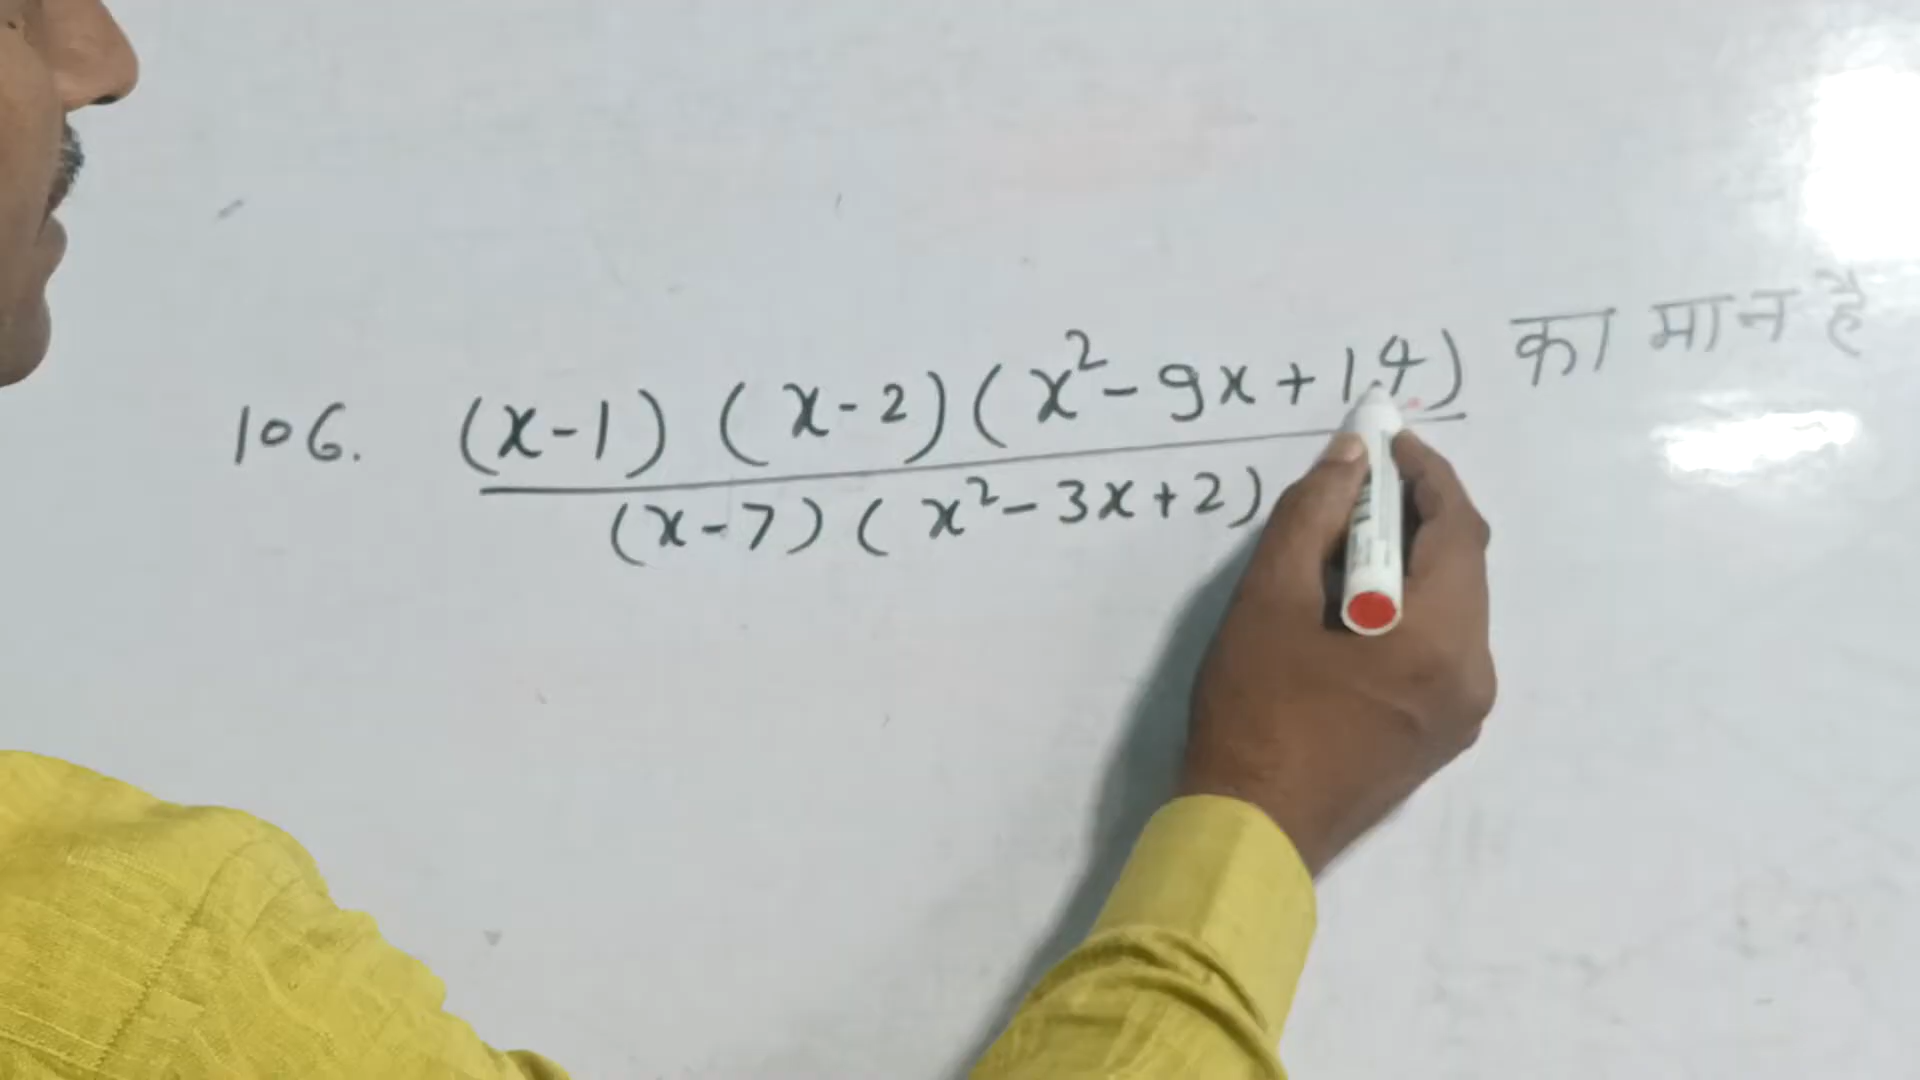 106. (x-1) (x-2) (x²-9x+14) का मान है
(x-7) (x²-3x+2)